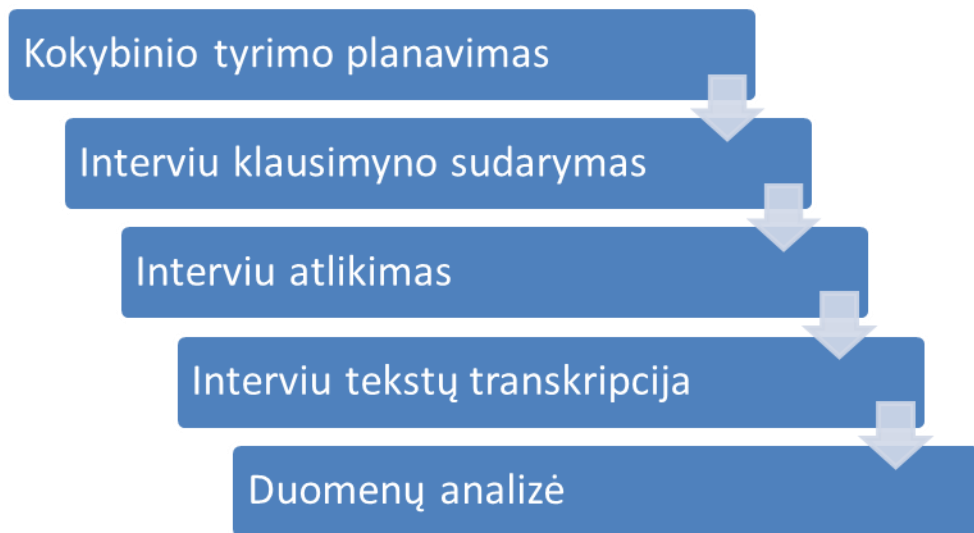 Kokybinio tyrimo planavimas
Interviu klausimyno sudarymas
Interviu atlikimas
Interviu tekstų transkripcija
Duomenų analizė